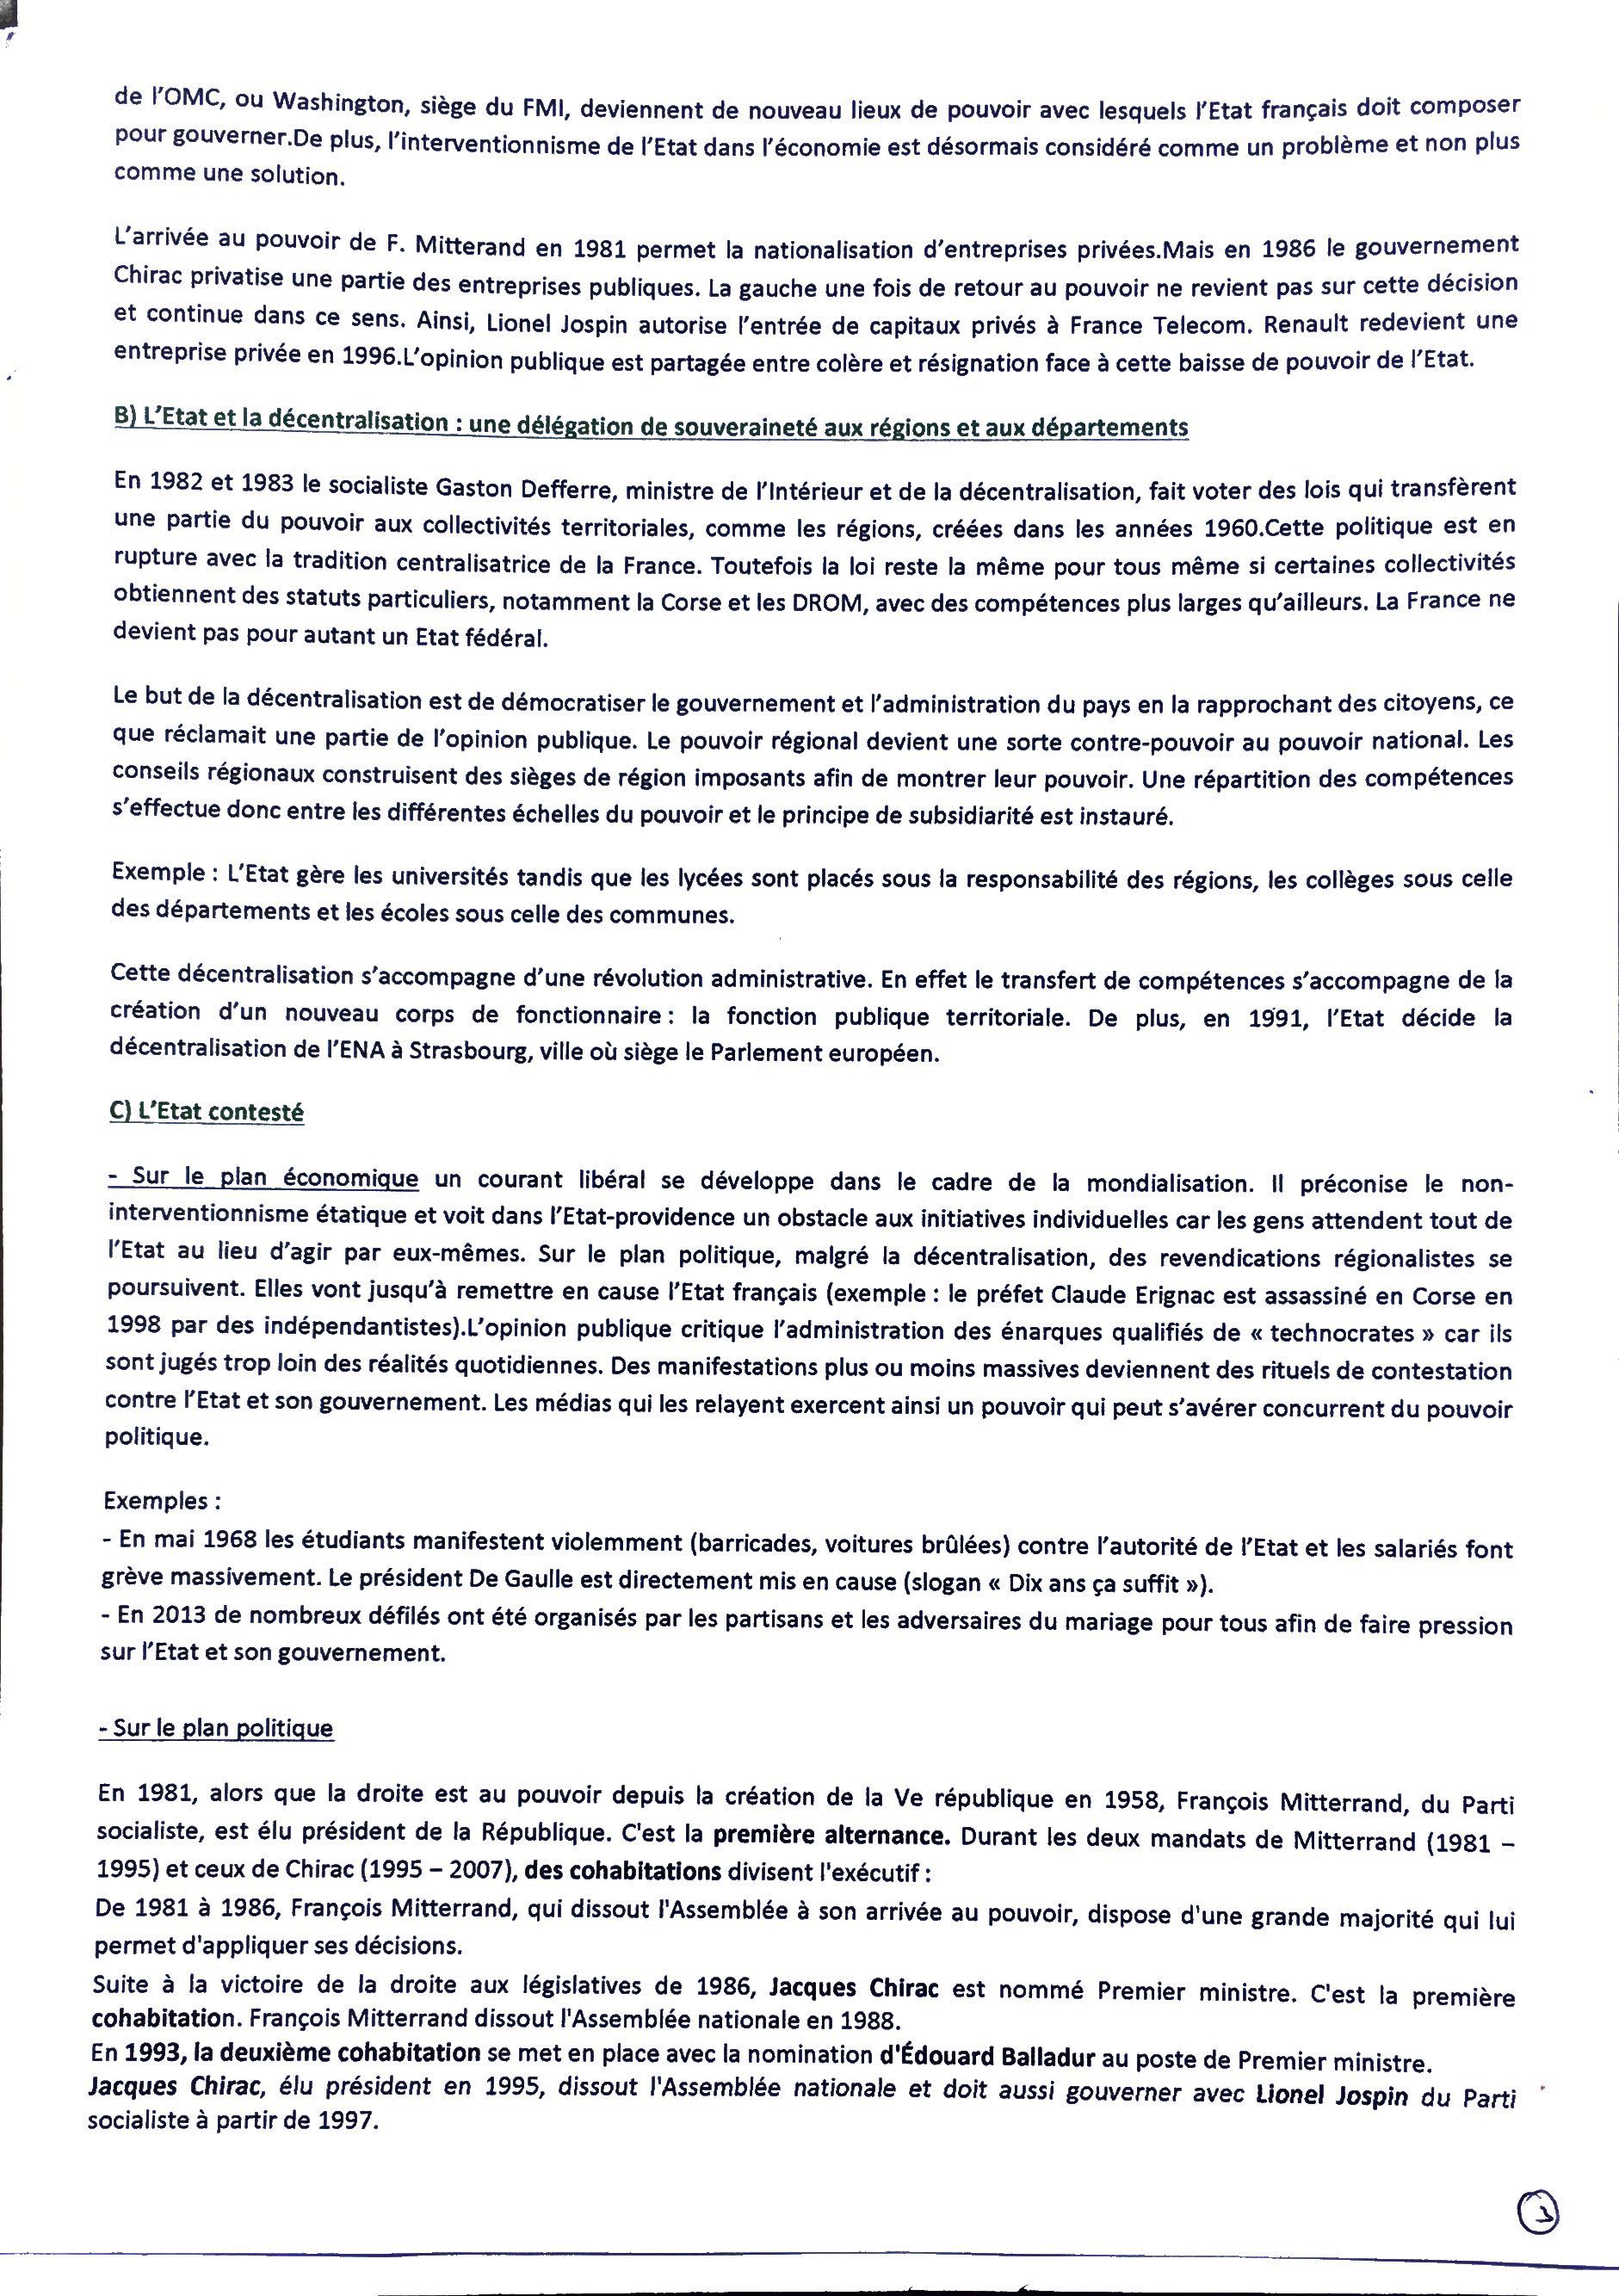 de l'OMC, ou Washington, siège du FMI, deviennent de nouveau lieux de pouvoir avec lesquels l'Etat français doit composer
pour gouverner.De plus, l'interventionnisme de l'Etat dans l'économie est désormais considéré comme un problème et non plus
comme une solution.
L'arrivée au pouvoir de F. Mitterand en 1981 permet la nationalisation d'entreprises privées.Mais en 1986 le gouvernement
Chirac privatise une partie des entreprises publiques. La gauche une fois de retour au pouvoir ne revient pas sur cette décision
et continue dans ce sens. Ainsi, Lionel Jospin autorise l'entrée de capitaux privés à France Telecom. Renault redevient une
entreprise privée en 1996.L'opinion publique est partagée entre colère et résignation face à cette baisse de pouvoir de l'Etat.
B) L'Etat et la décentralisation : une délégation de souveraineté aux régions et aux départements
En 1982 et 1983 le socialiste Gaston Defferre, ministre de l'Intérieur et de la décentralisation, fait voter des lois qui transfèrent
une partie du pouvoir aux collectivités territoriales, comme les régions, créées dans les années 1960.Cette politique est en
rupture avec la tradition centralisatrice de la France. Toutefois la loi reste la même pour tous même si certaines collectivités
obtiennent des statuts particuliers, notamment la Corse et les DROM, avec des compétences plus larges qu'ailleurs. La France ne
devient pas pour autant un Etat fédéral.
Le but de la décentralisation est de démocratiser le gouvernement et l'administration du pays en la rapprochant des citoyens, ce
que réclamait une partie de l'opinion publique. Le pouvoir régional devient une sorte contre-pouvoir au pouvoir national. Les
conseils régionaux construisent des sièges de région imposants afin de montrer leur pouvoir. Une répartition des compétences
s'effectue donc entre les différentes échelles du pouvoir et le principe de subsidiarité est instauré.
Exemple : L'Etat gère les universités tandis que les lycées sont placés sous la responsabilité des régions, les collèges sous celle
des départements et les écoles sous celle des communes.
Cette décentralisation s'accompagne d'une révolution administrative. En effet le transfert de compétences s'accompagne de la
création d'un nouveau corps de fonctionnaire : la fonction publique territoriale. De plus, en 1991, l'Etat décide la
décentralisation de l'ENA à Strasbourg, ville où siège le Parlement européen.
C) L'Etat contesté
- Sur le plan économique un courant libéral se développe dans le cadre de la mondialisation. Il préconise le non-
interventionnisme étatique et voit dans l'Etat-providence un obstacle aux initiatives individuelles car les gens attendent tout de
l'Etat au lieu d'agir par eux-mêmes. Sur le plan politique, malgré la décentralisation, des revendications régionalistes se
poursuivent. Elles vont jusqu'à remettre en cause l'Etat français (exemple : le préfet Claude Erignac est assassiné en Corse en
1998 par des indépendantistes).L'opinion publique critique l'administration des énarques qualifiés de « technocrates » car ils
sont jugés trop loin des réalités quotidiennes. Des manifestations plus ou moins massives deviennent des rituels de contestation
contre l'Etat et son gouvernement. Les médias qui les relayent exercent ainsi un pouvoir qui peut s'avérer concurrent du pouvoir
politique.
Exemples :
- En mai 1968 les étudiants manifestent violemment (barricades, voitures brûlées) contre l'autorité de l'Etat et les salariés font
grève massivement. Le président De Gaulle est directement mis en cause (slogan « Dix ans ça suffit »).
- En 2013 de nombreux défilés ont été organisés par les partisans et les adversaires du mariage pour tous afin de faire pression
sur l'Etat et son gouvernement.
- Sur le plan politique
En 1981, alors que la droite est au pouvoir depuis la création de la Ve république en 1958, François Mitterrand, du Parti
socialiste, est élu président de la République. C'est la première alternance. Durant les deux mandats de Mitterrand (1981 –
1995) et ceux de Chirac (1995 – 2007), des cohabitations divisent l'exécutif :
De 1981 à 1986, François Mitterrand, qui dissout l'Assemblée à son arrivée au pouvoir, dispose d'une grande majorité qui lui
permet d'appliquer ses décisions.
Suite à la victoire de la droite aux législatives de 1986, Jacques Chirac est nommé Premier ministre. C'est la première
cohabitation. François Mitterrand dissout l'Assemblée nationale en 1988.
En 1993, la deuxième cohabitation se met en place avec la nomination d'Édouard Balladur au poste de Premier ministre.
Jacques Chirac, élu président en 1995, dissout l'Assemblée nationale et doit aussi gouverner avec Lionel Jospin du Parti
socialiste à partir de 1997.